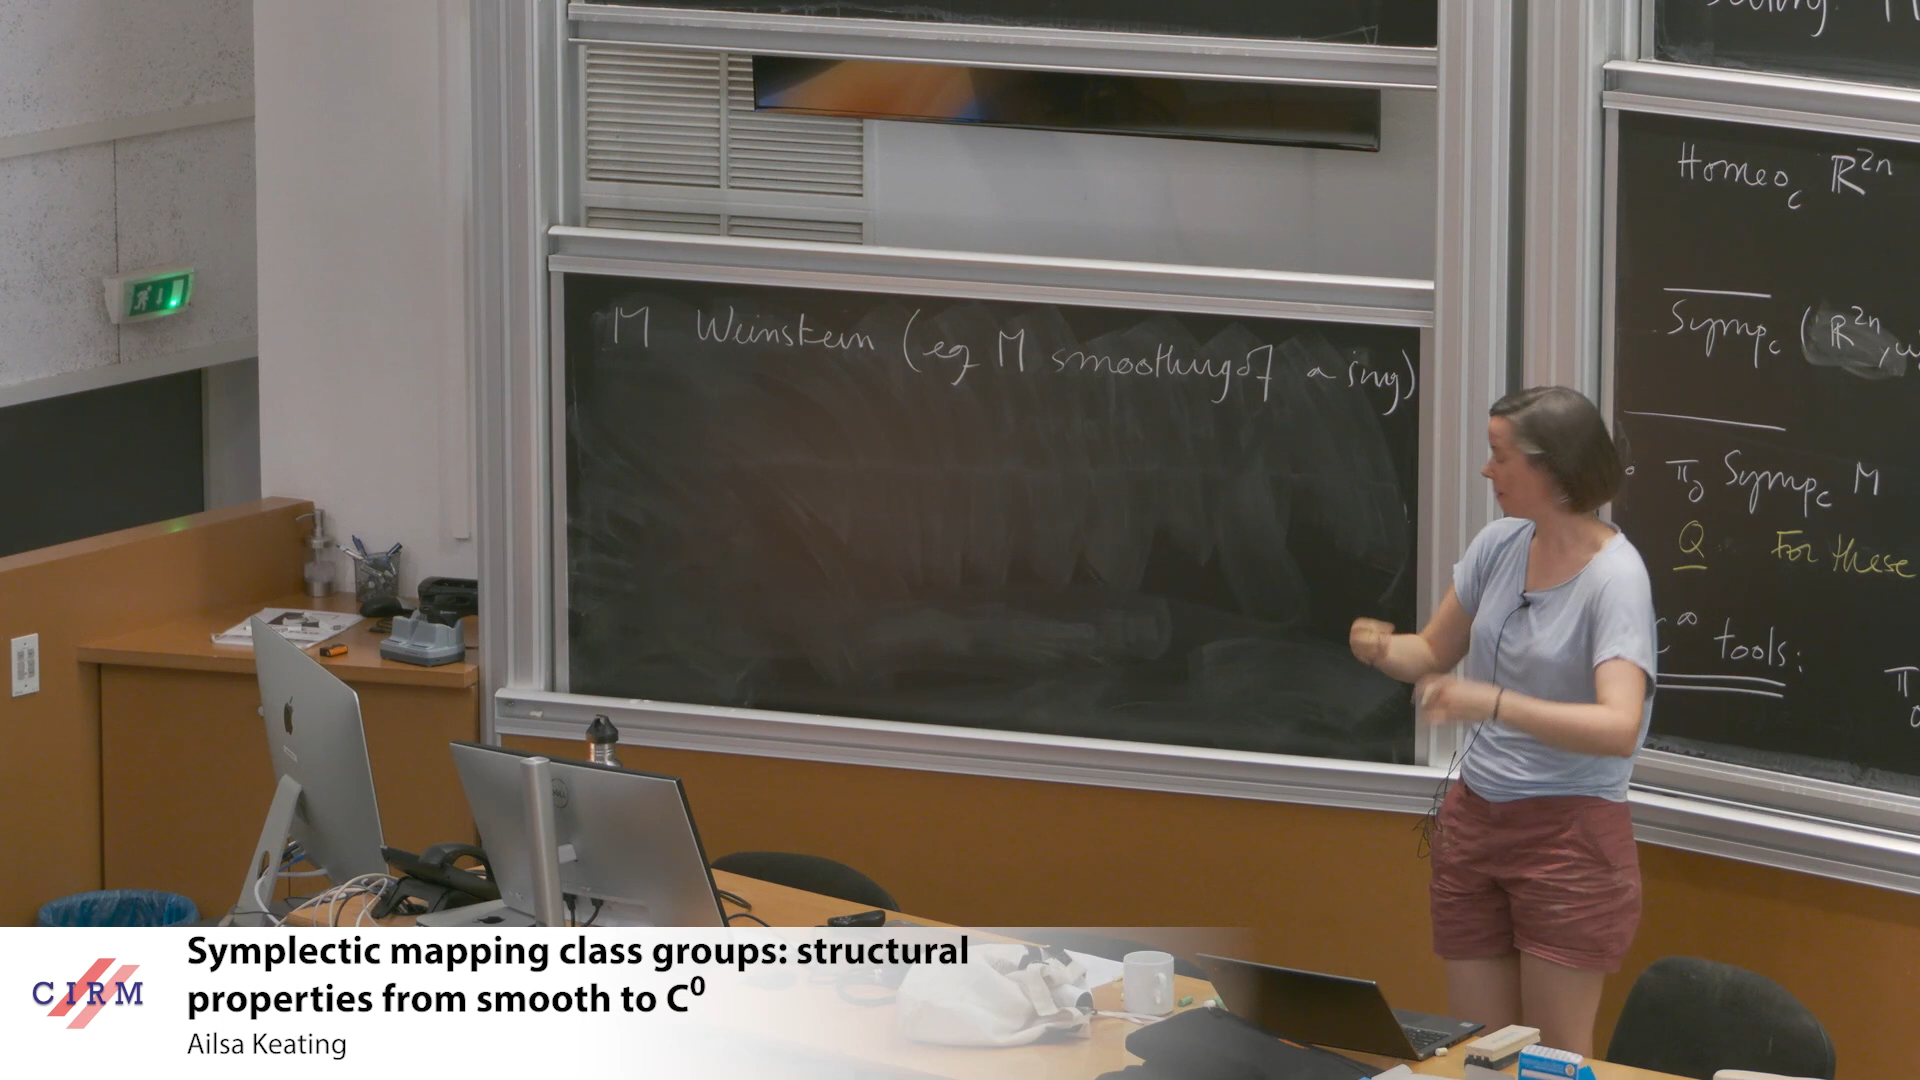 M Weinstein (eg M smoothing of a sing)
Homeo_c ℝ^2n
Symp_c (ℝ^2n, ω
π_0 Symp_c M
Q: For these
C^∞ tools:
π_0
CIRM
Symplectic mapping class groups: structural
properties from smooth to C^0
Ailsa Keating